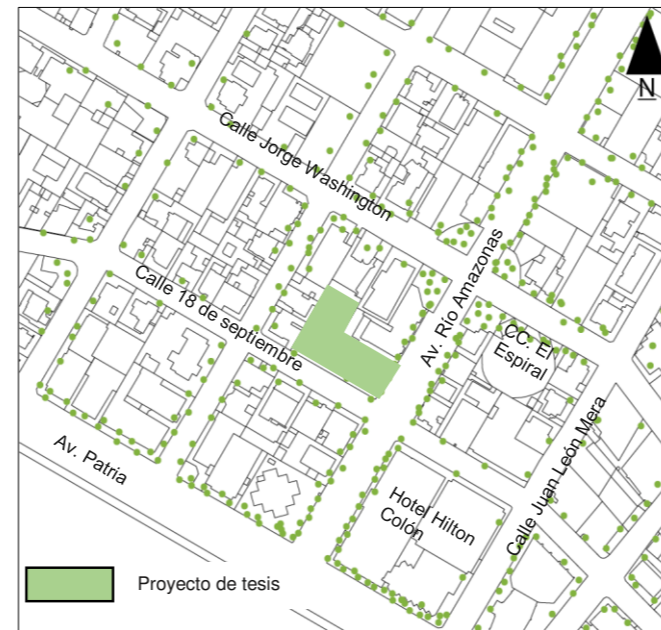 N
Calle Jorge Washington
Av. Río Amazonas
Calle 18 de septiembre
CC. El
Espiral
Calle Juan León Mera
Av. Patria
Hotel Hilton
Colón
Proyecto de tesis